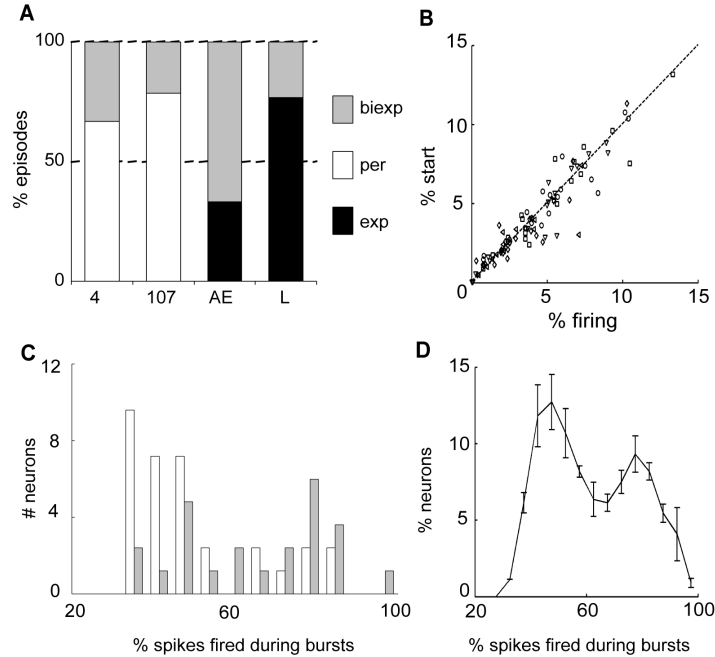 A
100
50
0
% episodes
4 107 AE L
biexp
per
exp
B
15
10
5
0
% start
5 10 15
% firing
C
12
8
4
0
# neurons
20 60 100
% spikes fired during bursts
D
15
10
5
0
% neurons
20 60 100
% spikes fired during bursts